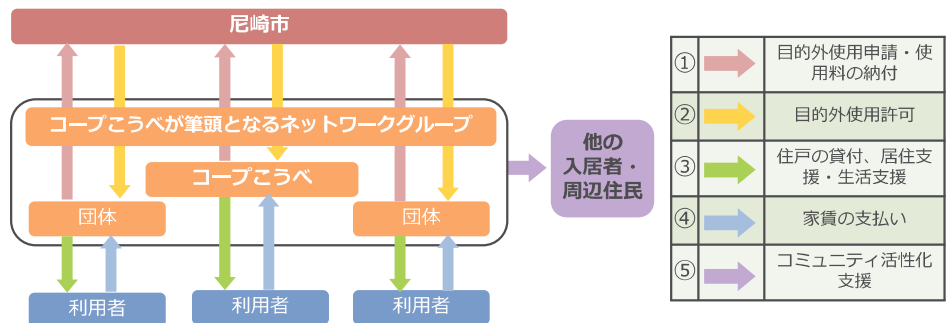 尼崎市
コープこうべが筆頭となるネットワークグループ
コープこうべ
団体
団体
利用者
利用者
利用者
他の
入居者・
周辺住民
①
目的外使用申請・使
用料の納付
②
目的外使用許可
③
住戸の貸付、居住支
援・生活支援
④
家賃の支払い
⑤
コミュニティ活性化
支援